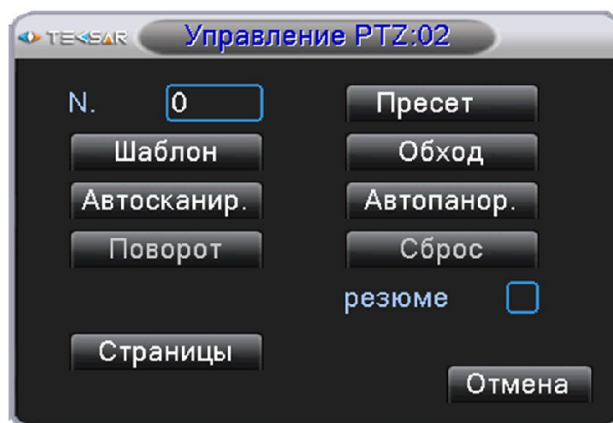 TEKSAR Управление PTZ:02
N. 0 Пресет
Шаблон Обход
Автосканир. Автопанор.
Поворот Сброс
резюме
Страницы
Отмена